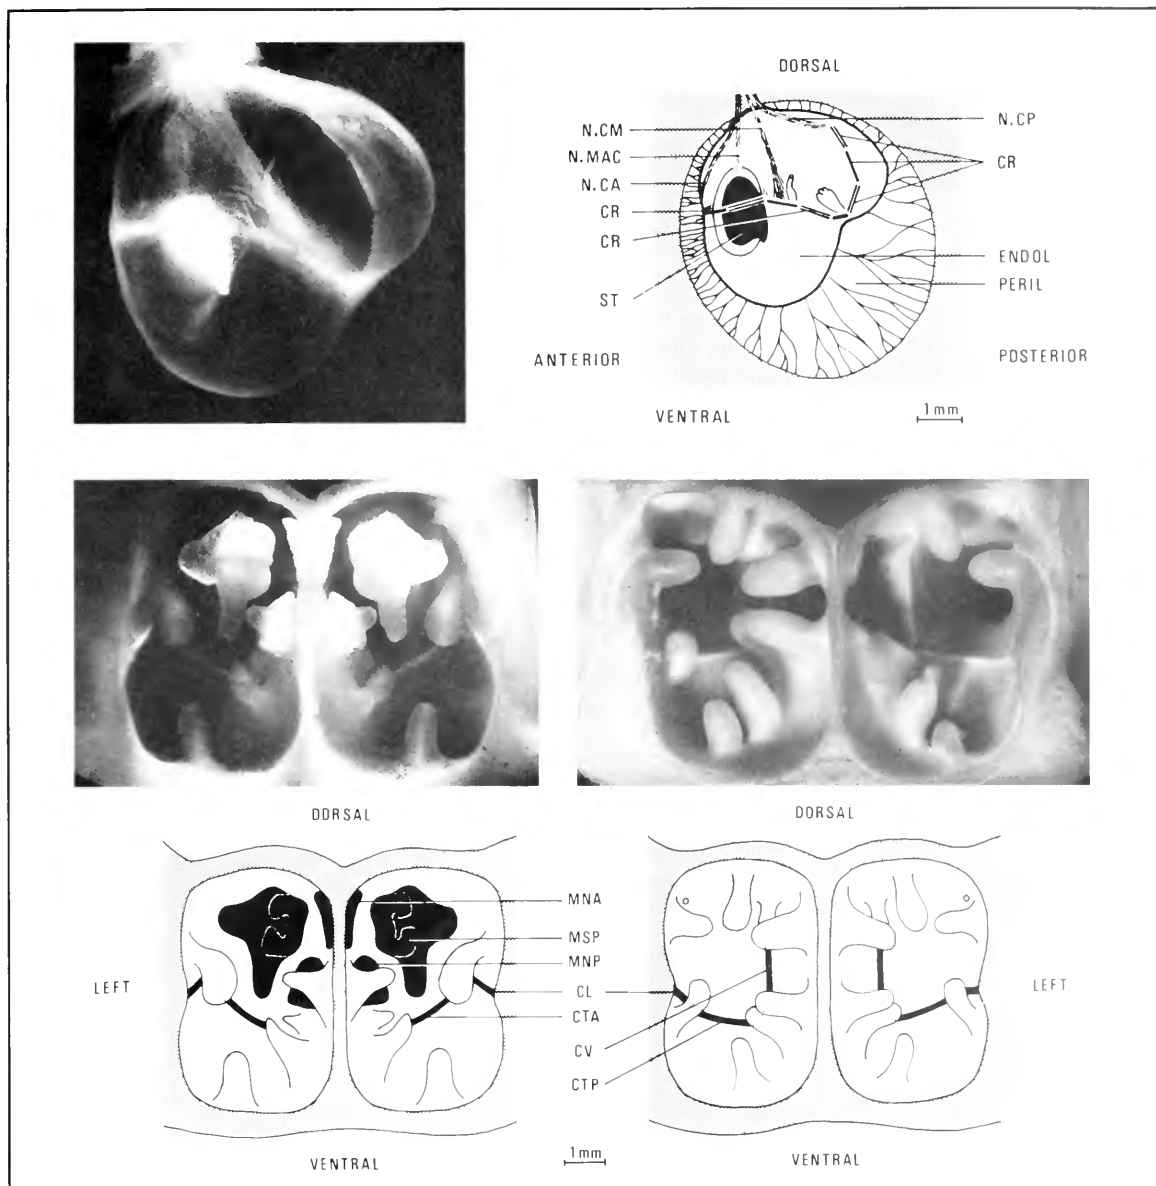 DORSAL
N.CM
N.MAC
N.CA
CR
CR
ST
N.CP
CR
ENDOL
PERIL
ANTERIOR
POSTERIOR
VENTRAL
1mm
DORSAL
DORSAL
MNA
MSP
MNP
CL
CTA
CV
CTP
LEFT
LEFT
VENTRAL
1mm
VENTRAL